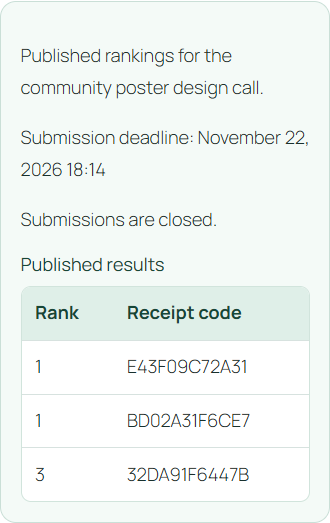 Published rankings for the
community poster design call.
Submission deadline: November 22,
2026 18:14
Submissions are closed.
Published results
Rank Receipt code
1 E43F09C72A31
1 BD02A31F6CE7
3 32DA91F6447B